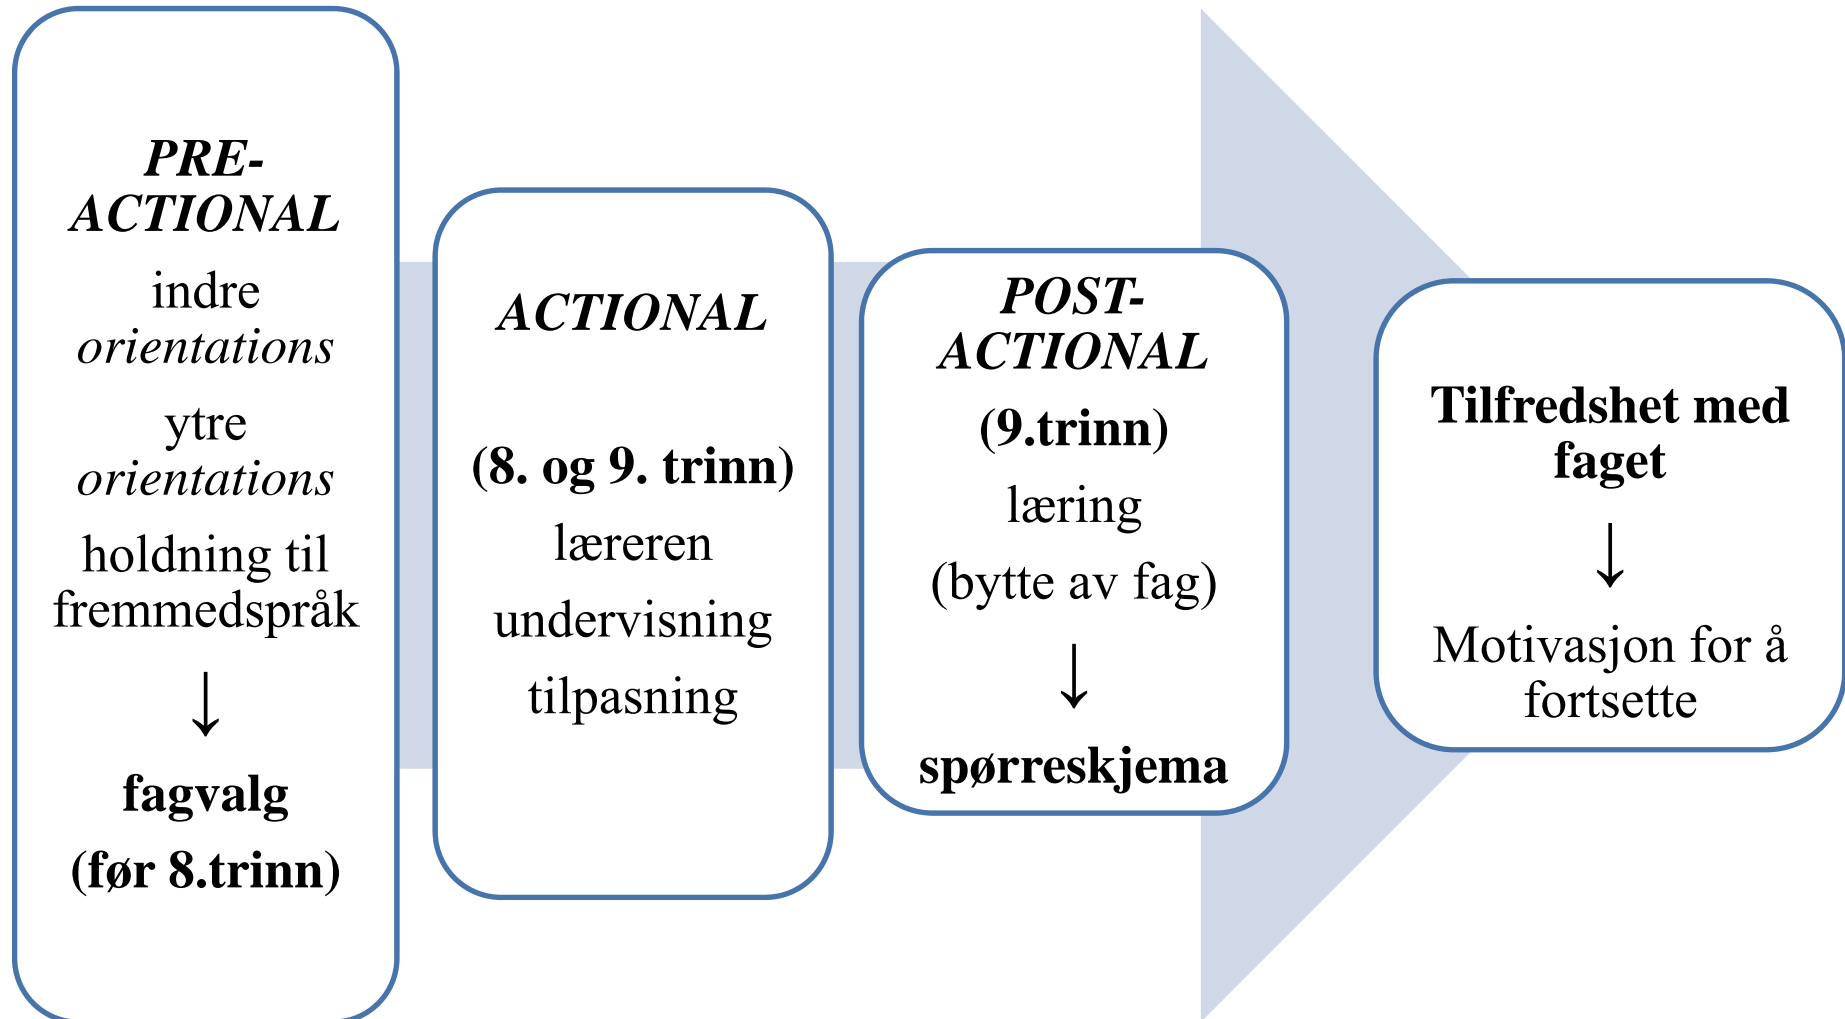 PRE-
ACTIONAL
indre
orientations
ytre
orientations
holdning til
fremmedspråk
↓
fagvalg
(før 8.trinn)
ACTIONAL
(8. og 9. trinn)
læreren
undervisning
tilpasning
POST-
ACTIONAL
(9.trinn)
læring
(bytte av fag)
↓
spørreskjema
Tilfredshet med
faget
↓
Motivasjon for å
fortsette